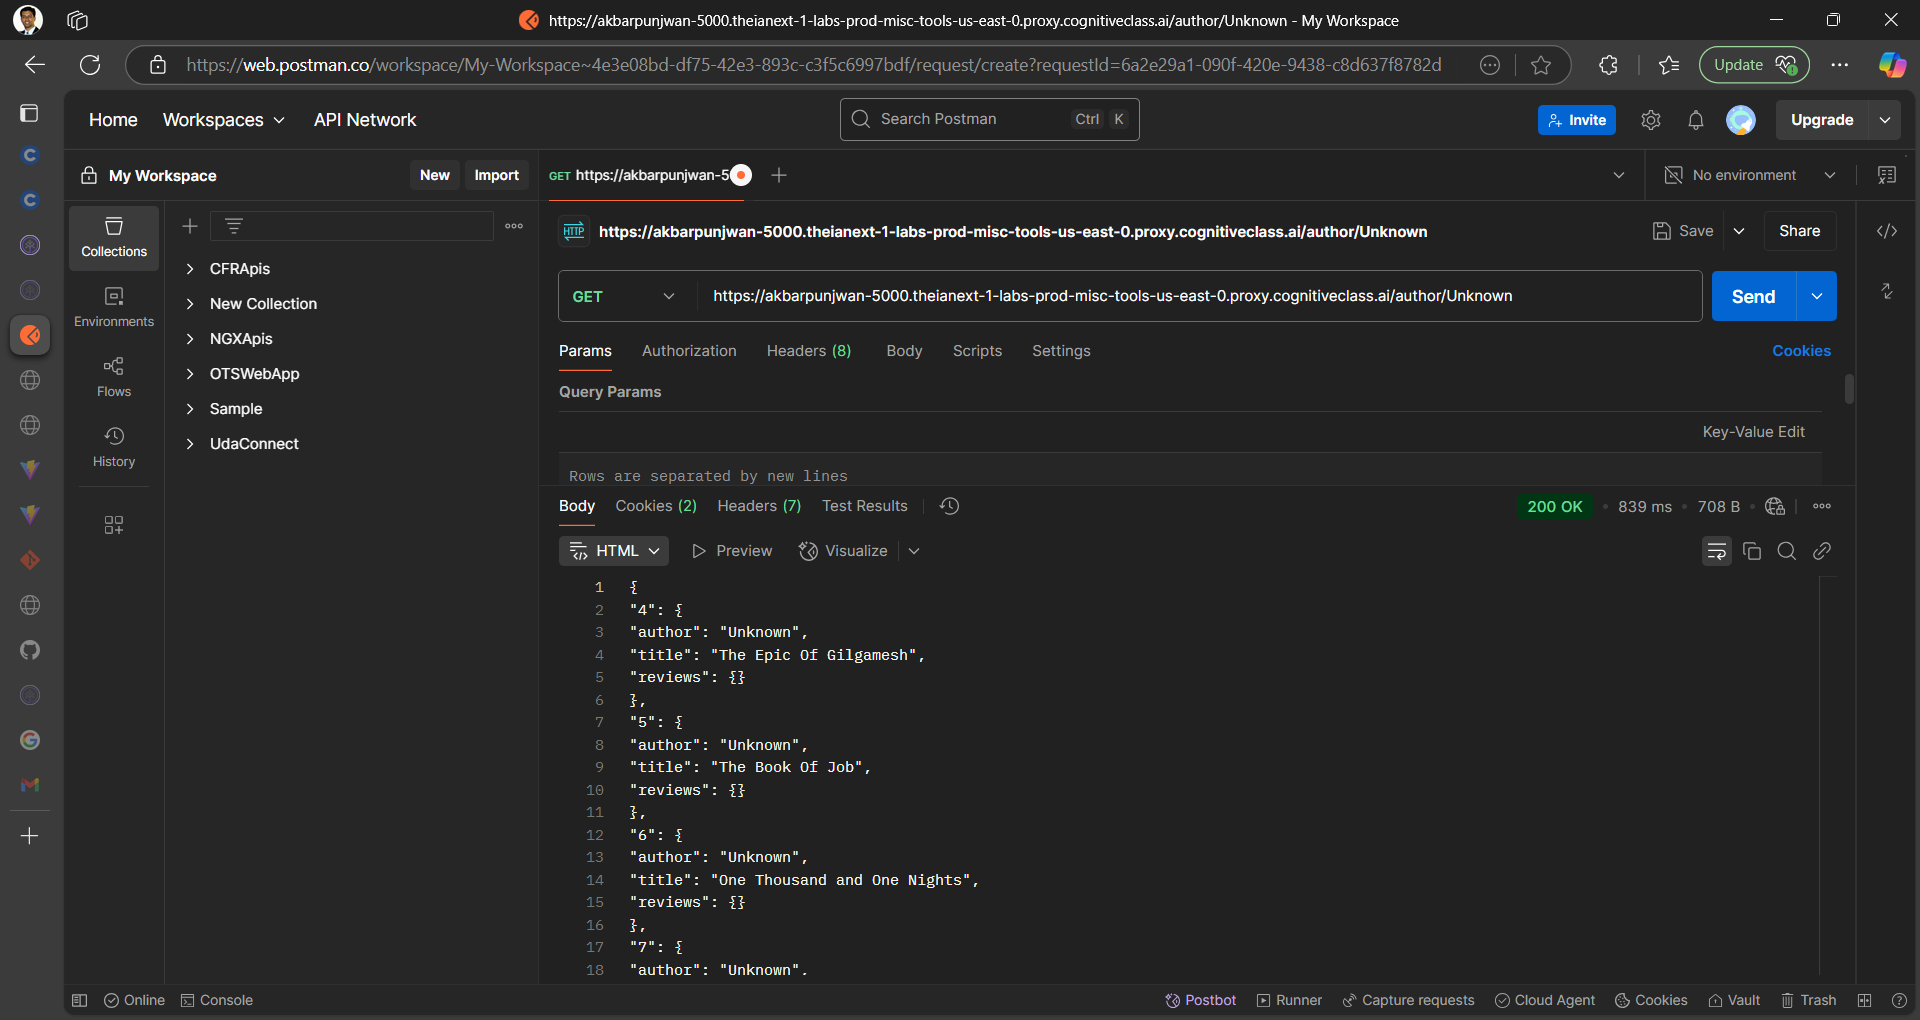 https://akbarpunjwan-5000.theianext-1-labs-prod-misc-tools-us-east-0.proxy.cognitiveclass.ai/author/Unknown - My Workspace
https://web.postman.co/workspace/My-Workspace~4e3e08bd-df75-42e3-893c-c3f5c6997bdf/request/create?requestId=6a2e29a1-090f-420e-9438-c8d637f8782d
Update
Home Workspaces API Network
Search Postman Ctrl K
Invite
Upgrade
My Workspace New Import
GET https://akbarpunjwan-5
No environment
Collections
Environments
Flows
History
CFRApis
New Collection
NGXApis
OTSWebApp
Sample
UdaConnect
HTTP https://akbarpunjwan-5000.theianext-1-labs-prod-misc-tools-us-east-0.proxy.cognitiveclass.ai/author/Unknown
Save Share
GET https://akbarpunjwan-5000.theianext-1-labs-prod-misc-tools-us-east-0.proxy.cognitiveclass.ai/author/Unknown
Send
Params Authorization Headers (8) Body Scripts Settings Cookies
Query Params
Key-Value Edit
Rows are separated by new lines
Body Cookies (2) Headers (7) Test Results
200 OK • 839 ms • 708 B •
HTML Preview Visualize
1 {
2 "4": {
3 "author": "Unknown",
4 "title": "The Epic Of Gilgamesh",
5 "reviews": {}
6 },
7 "5": {
8 "author": "Unknown",
9 "title": "The Book Of Job",
10 "reviews": {}
11 },
12 "6": {
13 "author": "Unknown",
14 "title": "One Thousand and One Nights",
15 "reviews": {}
16 },
17 "7": {
18 "author": "Unknown",
Online Console
Postbot Runner Capture requests Cloud Agent Cookies Vault Trash